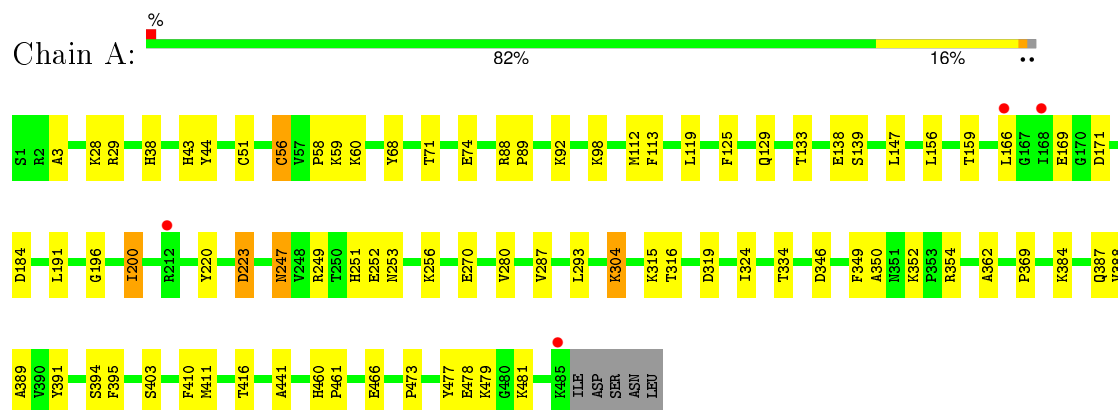 %
Chain A:
82% 16% ••
S1 R2 A3 K28 R29 H38 H43 Y44 C51 C56 V57 P58 K59 K60 Y68 T71 E74 R88 P89 K92 K98 M112 F113 L119 F125 Q129 T133 E138 S139 L147 L156 T159 L166 G167 I168 E169 G170 D171
D184 L191 G196 I200 R212 Y220 D223 N247 V248 R249 T250 H251 E252 N253 K256 E270 V280 V287 L293 K304 K315 T316 D319 I324 T334 D346 F349 A350 N351 K352 P353 R354 A362 P369 K384 Q387 V388
A389 V390 Y391 S394 F395 S403 F410 M411 T416 A441 H460 P461 E466 P473 Y477 E478 K479 G480 K481 K485 ILE ASP SER ASN LEU